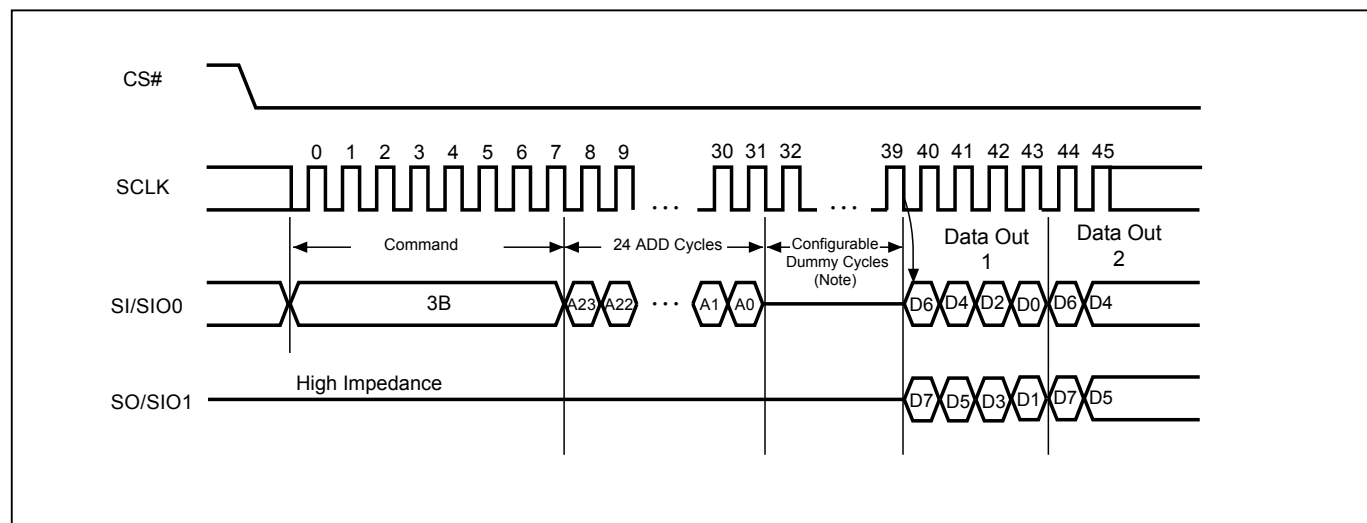 CS#
0 1 2 3 4 5 6 7 8 9 30 31 32 39 40 41 42 43 44 45
SCLK
... ...
Command
24 ADD Cycles
Configurable
Dummy Cycles
(Note)
Data Out
1
Data Out
2
SI/SIO0
3B A23 A22 ... A1 A0 D6 D4 D2 D0 D6 D4
High Impedance
SO/SIO1
D7 D5 D3 D1 D7 D5